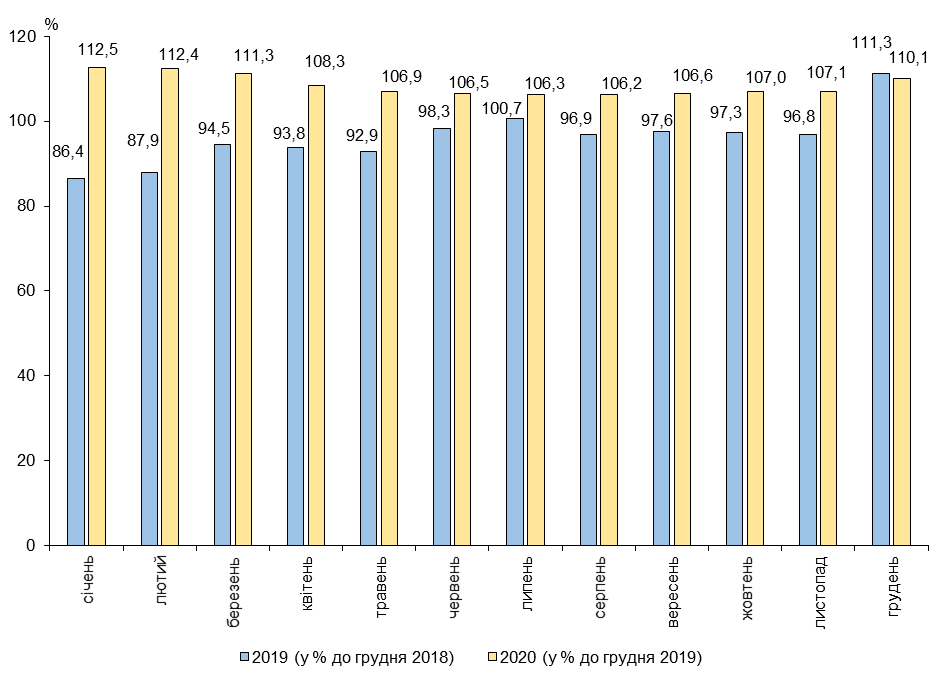 %
120
100
80
60
40
20
0
86,4 112,5
87,9 112,4
94,5 111,3
93,8 108,3
92,9 106,9
98,3 106,5
100,7 106,3
96,9 106,2
97,6 106,6
97,3 107,0
96,8 107,1
111,3 110,1
січень
лютий
березень
квітень
травень
червень
липень
серпень
вересень
жовтень
листопад
грудень
2019 (у % до грудня 2018) 2020 (у % до грудня 2019)